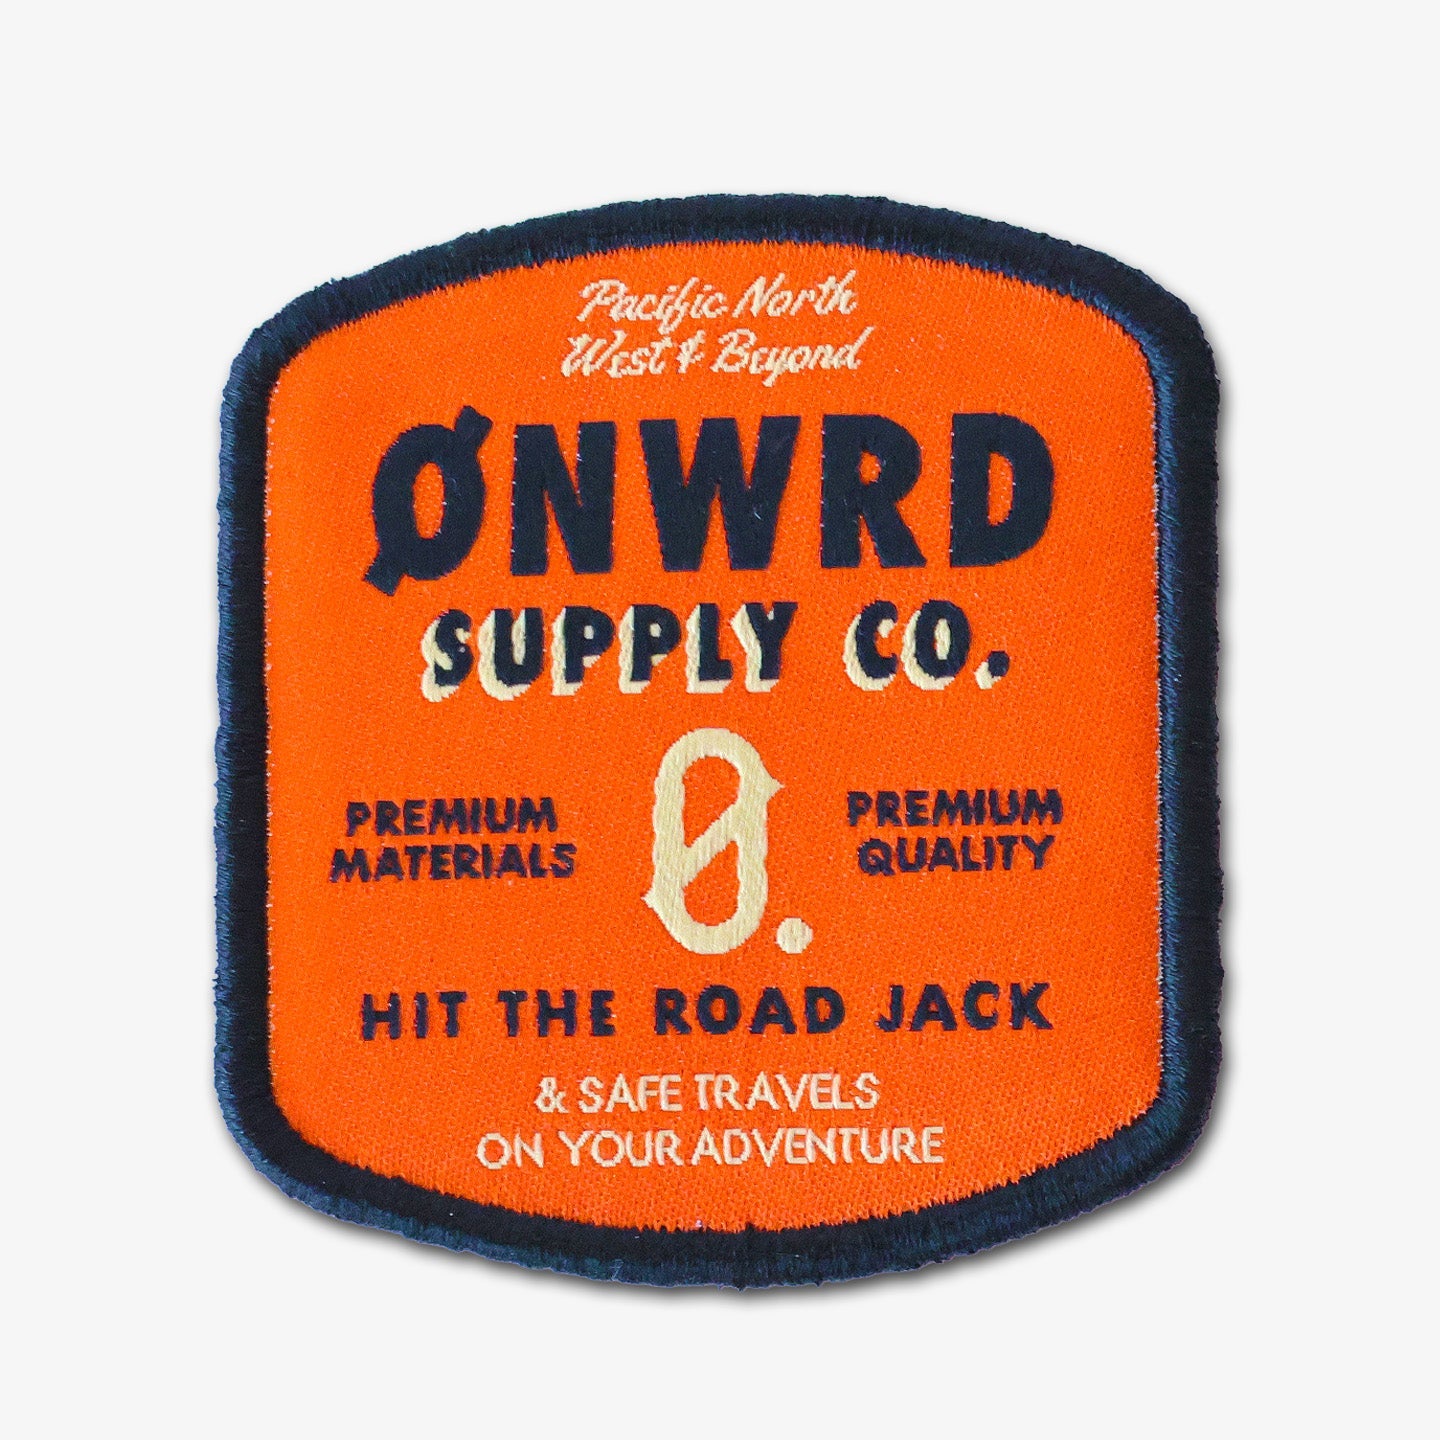 Pacific North
West & Beyond
ØNWRD
SUPPLY CO.
Ø.
PREMIUM
MATERIALS
PREMIUM
QUALITY
HIT THE ROAD JACK
& SAFE TRAVELS
ON YOUR ADVENTURE